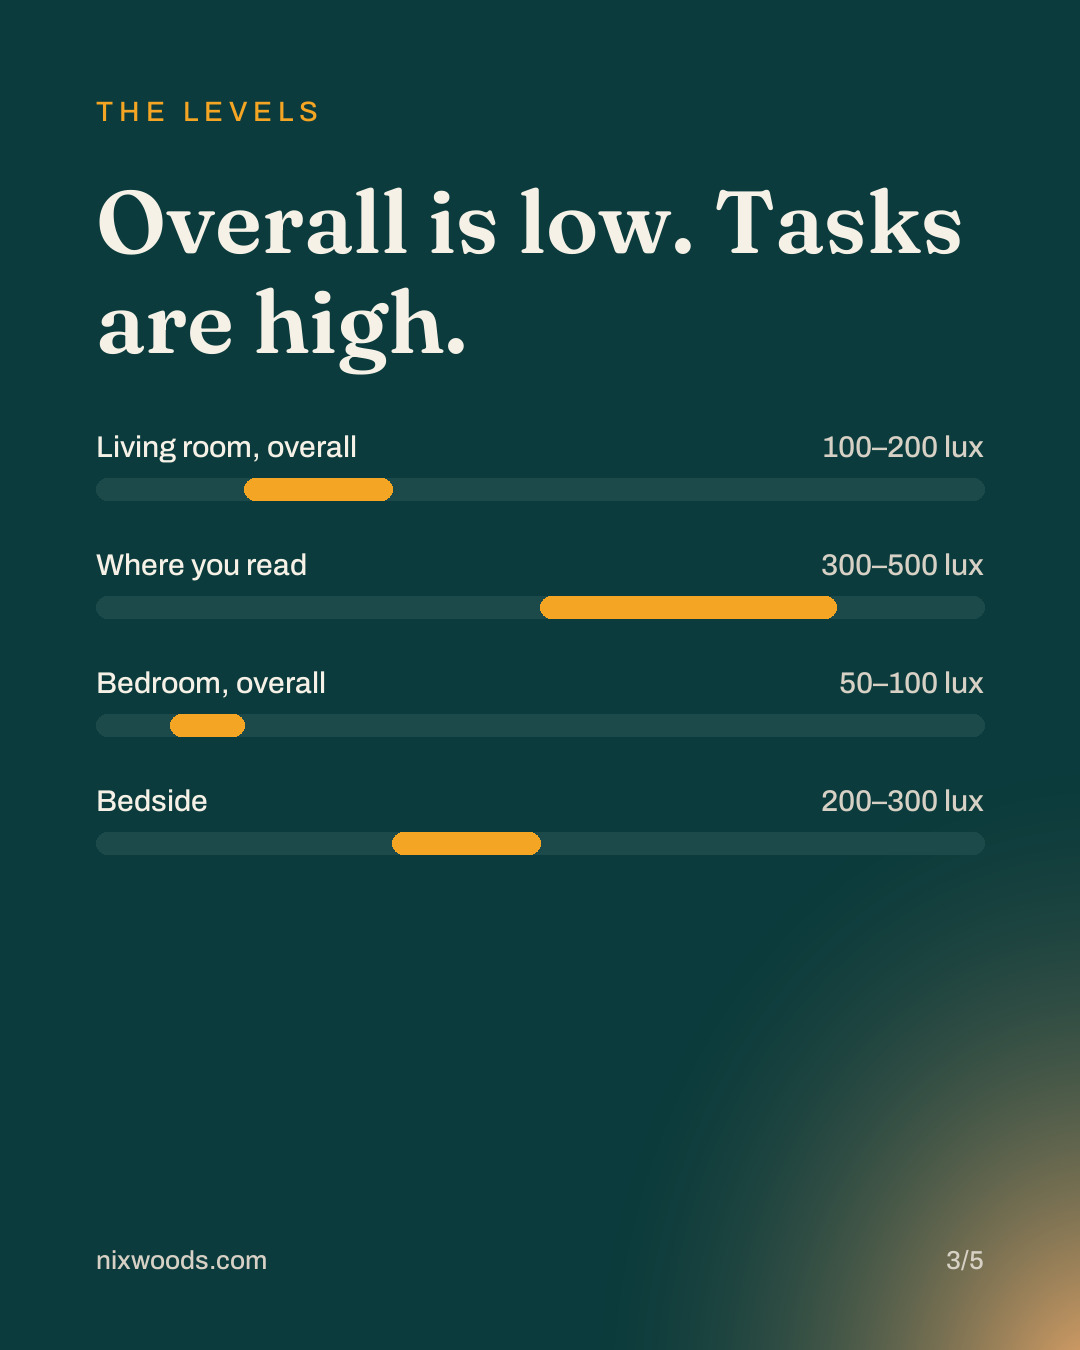 THE LEVELS
Overall is low. Tasks
are high.
Living room, overall 100–200 lux
Where you read 300–500 lux
Bedroom, overall 50–100 lux
Bedside 200–300 lux
nixwoods.com 3/5